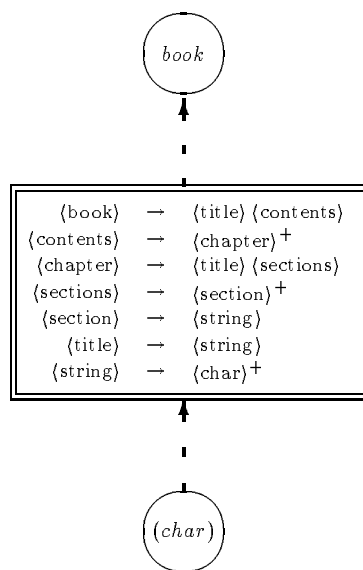 book
⟨book⟩ → ⟨title⟩ ⟨contents⟩
⟨contents⟩ → ⟨chapter⟩+
⟨chapter⟩ → ⟨title⟩ ⟨sections⟩
⟨sections⟩ → ⟨section⟩+
⟨section⟩ → ⟨string⟩
⟨title⟩ → ⟨string⟩
⟨string⟩ → ⟨char⟩+
(char)